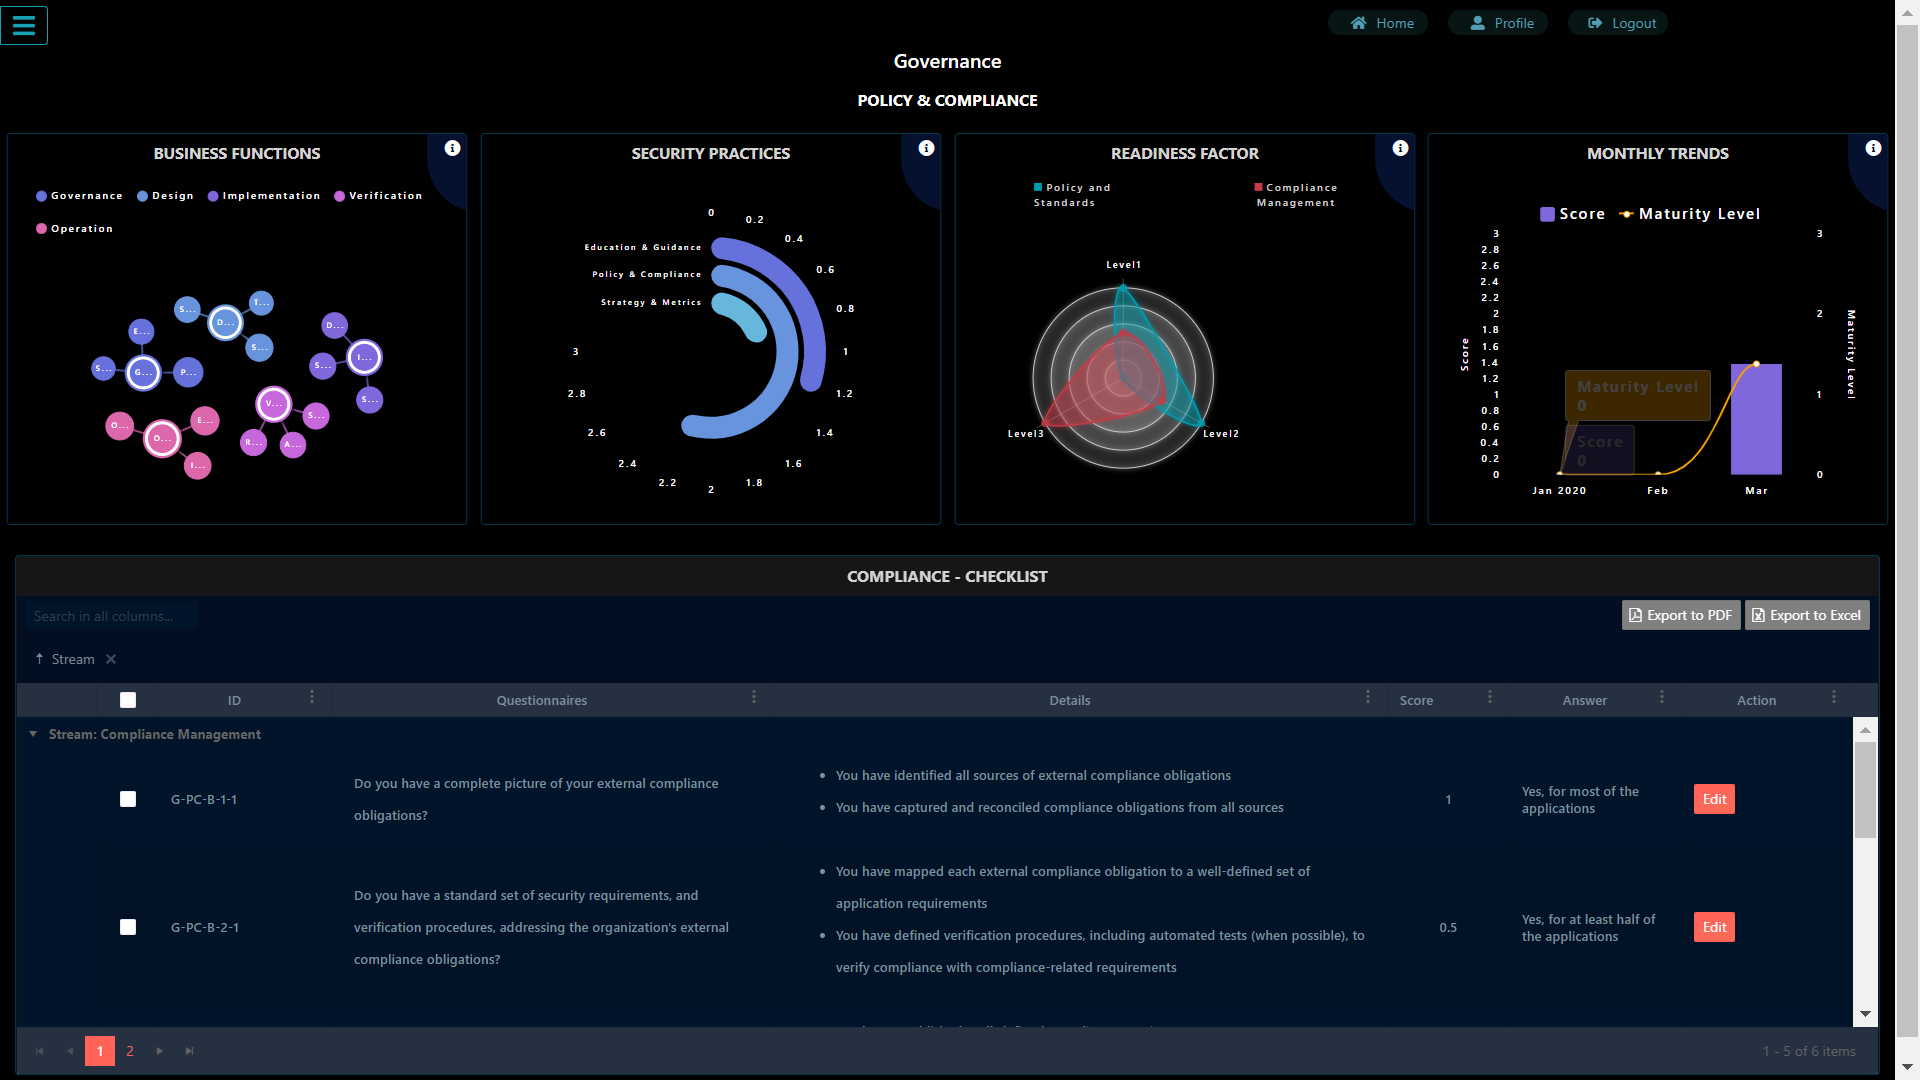 Home
Profile
Logout
Governance
POLICY & COMPLIANCE
BUSINESS FUNCTIONS
Governance
Design
Implementation
Verification
Operation
S...
T...
D...
S...
E...
S...
G...
P...
D...
I...
S...
S...
V...
S...
R...
A...
O...
E...
O...
I...
SECURITY PRACTICES
0
0.2
0.4
0.6
0.8
1
1.2
1.4
1.6
1.8
2
2.2
2.4
2.6
2.8
3
Education & Guidance
Policy & Compliance
Strategy & Metrics
READINESS FACTOR
Policy and
Standards
Compliance
Management
Level1
Level3
Level2
MONTHLY TRENDS
Score
Maturity Level
3
2.8
2.6
2.4
2.2
2
1.8
1.6
1.4
1.2
1
0.8
0.6
0.4
0.2
0
Score
3
2
1
0
Maturity Level
Maturity Level
0
Score
0
Jan 2020
Feb
Mar
COMPLIANCE - CHECKLIST
Search in all columns...
Export to PDF
Export to Excel
Stream
ID
Questionnaires
Details
Score
Answer
Action
Stream: Compliance Management
G-PC-B-1-1
Do you have a complete picture of your external compliance
obligations?
You have identified all sources of external compliance obligations
You have captured and reconciled compliance obligations from all sources
1
Yes, for most of the
applications
Edit
G-PC-B-2-1
Do you have a standard set of security requirements, and
verification procedures, addressing the organization's external
compliance obligations?
You have mapped each external compliance obligation to a well-defined set of
application requirements
You have defined verification procedures, including automated tests (when possible), to
verify compliance with compliance-related requirements
0.5
Yes, for at least half of
the applications
Edit
1
2
1 - 5 of 6 items